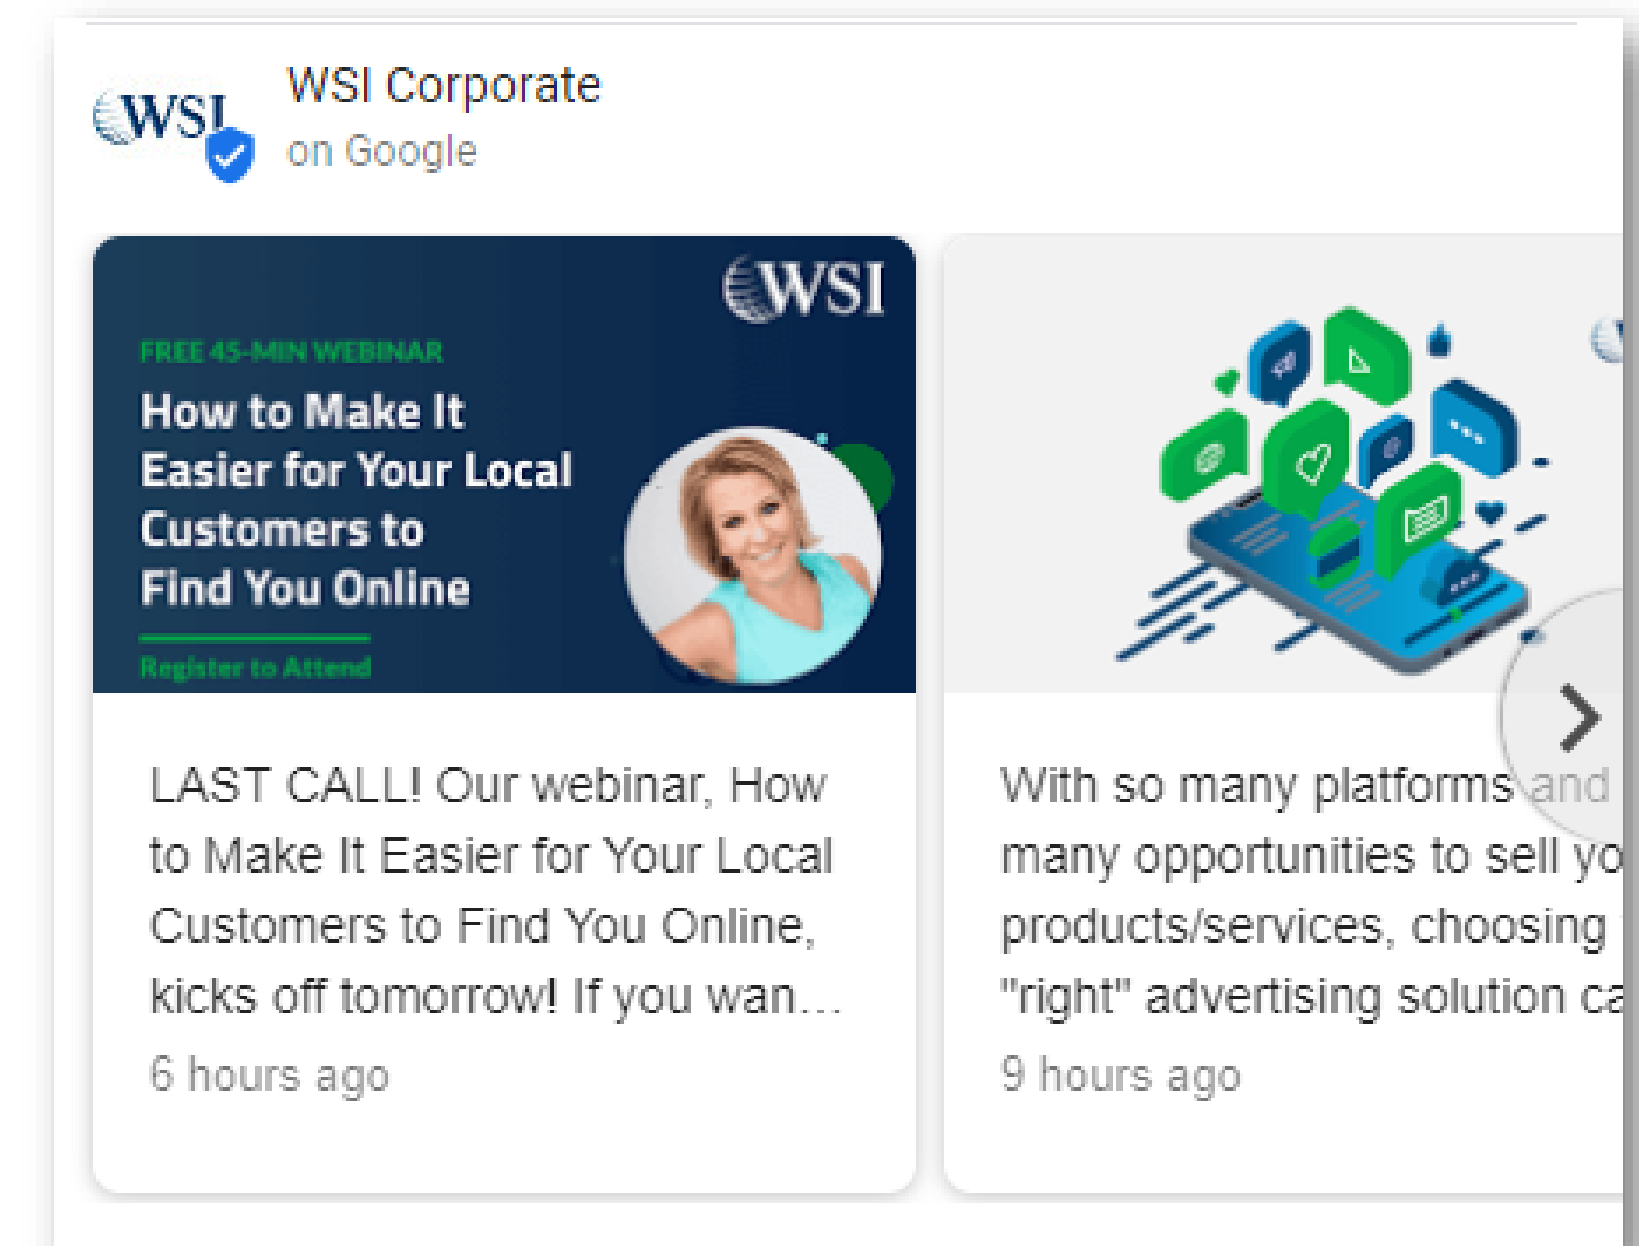 WSI
WSI Corporate
on Google
WSI
FREE 45-MIN WEBINAR
How to Make It
Easier for Your Local
Customers to
Find You Online
Register to Attend
LAST CALL! Our webinar, How
to Make It Easier for Your Local
Customers to Find You Online,
kicks off tomorrow! If you wan...
6 hours ago
With so many platforms and
many opportunities to sell yo
products/services, choosing
"right" advertising solution ca
9 hours ago